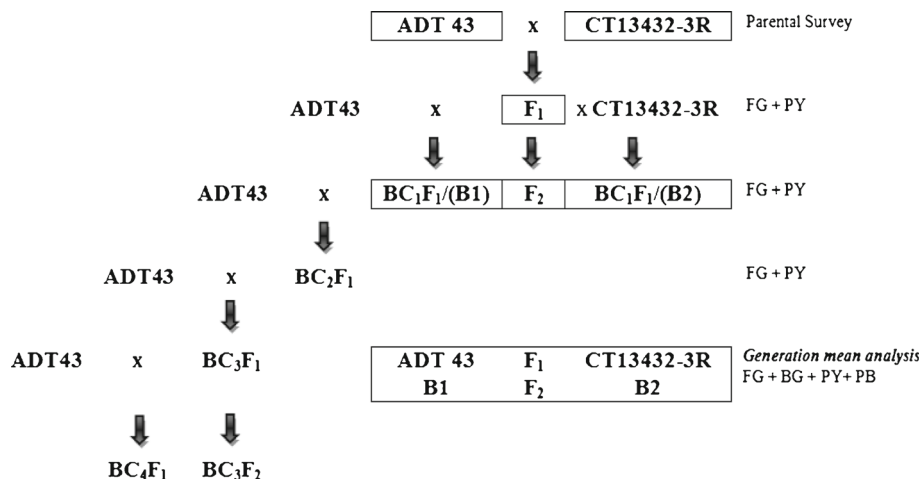 ADT 43 x CT13432-3R Parental Survey
ADT43 x F₁ x CT13432-3R FG + PY
ADT43 x BC₁F₁/(B1) F₂ BC₁F₁/(B2) FG + PY
ADT43 x BC₂F₁ FG + PY
ADT43 x BC₃F₁ ADT 43 F₁ CT13432-3R Generation mean analysis
B1 F₂ B2 FG + BG + PY + PB
BC₄F₁ BC₃F₂